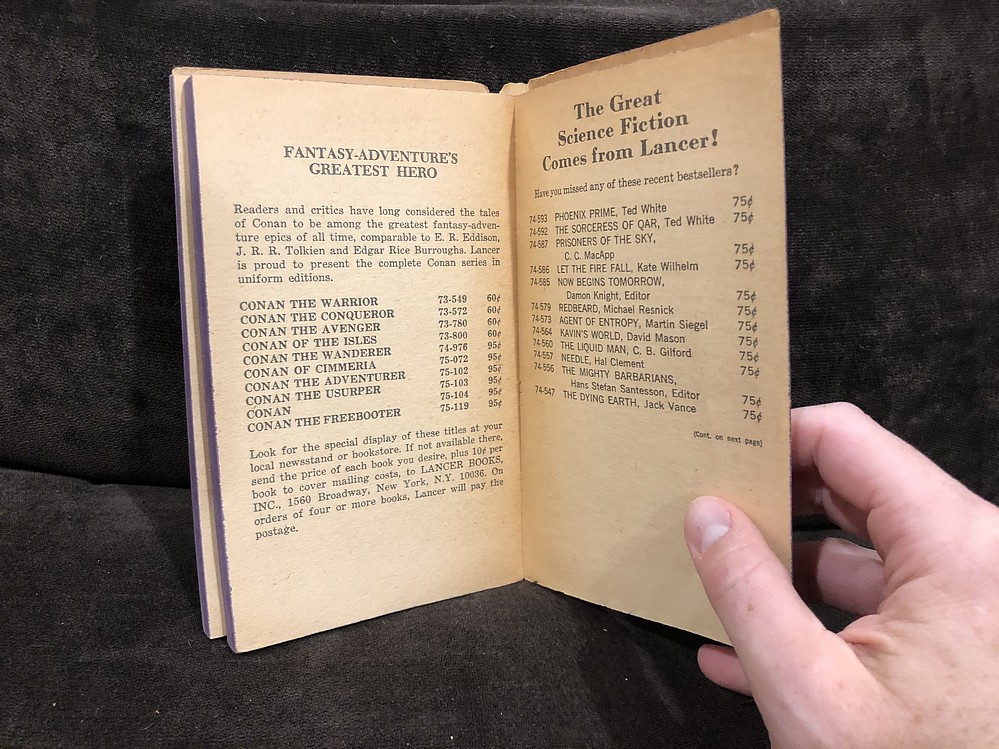 FANTASY-ADVENTURE'S
GREATEST HERO
Readers and critics have long considered the tales
of Conan to be among the greatest fantasy-adven-
ture epics of all time, comparable to E. R. Eddison,
J. R. R. Tolkien and Edgar Rice Burroughs. Lancer
is proud to present the complete Conan series in
uniform editions.
CONAN THE WARRIOR 73-549 60¢
CONAN THE CONQUEROR 73-572 60¢
CONAN THE AVENGER 73-780 60¢
CONAN OF THE ISLES 73-800 60¢
CONAN THE WANDERER 74-976 95¢
CONAN OF CIMMERIA 75-072 95¢
CONAN THE ADVENTURER 75-102 95¢
CONAN THE USURPER 75-103 95¢
CONAN 75-104 95¢
CONAN THE FREEBOOTER 75-119 95¢
Look for the special display of these titles at your
local newsstand or bookstore. If not available there,
send the price of each book you desire, plus 10¢ per
book to cover mailing costs, to LANCER BOOKS,
INC., 1560 Broadway, New York, N.Y. 10036. On
orders of four or more books, Lancer will pay the
postage.
The Great
Science Fiction
Comes from Lancer!
Have you missed any of these recent bestsellers?
74-593 PHOENIX PRIME, Ted White 75¢
74-592 THE SORCERESS OF QAR, Ted White 75¢
74-587 PRISONERS OF THE SKY,
C. C. MacApp 75¢
74-586 LET THE FIRE FALL, Kate Wilhelm 75¢
74-585 NOW BEGINS TOMORROW,
Damon Knight, Editor 75¢
74-579 REDBEARD, Michael Resnick 75¢
74-573 AGENT OF ENTROPY, Martin Siegel 75¢
74-564 KAVIN'S WORLD, David Mason 75¢
74-560 THE LIQUID MAN, C. B. Gilford 75¢
74-557 NEEDLE, Hal Clement 75¢
74-556 THE MIGHTY BARBARIANS,
Hans Stefan Santesson, Editor 75¢
74-547 THE DYING EARTH, Jack Vance 75¢
(Cont. on next page)